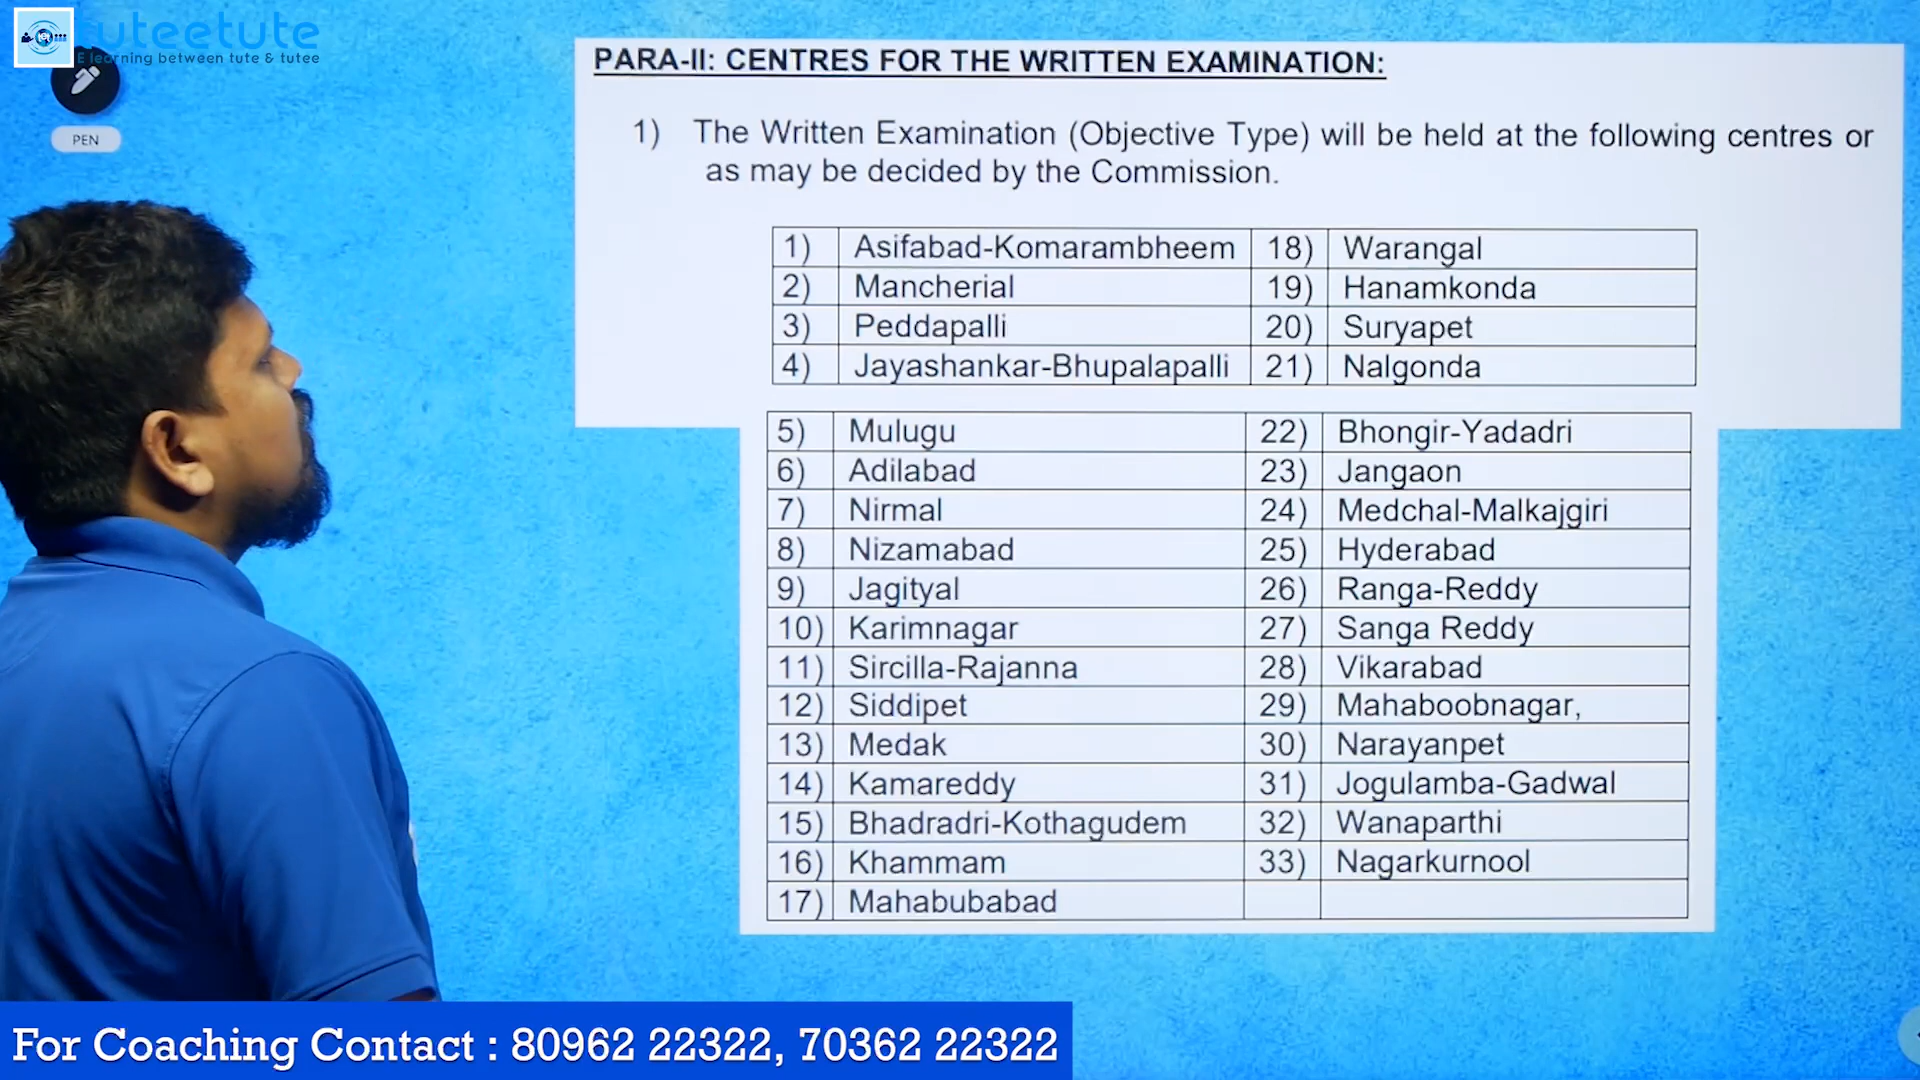 tuteetute
E learning between tute & tutee
PEN
PARA-II: CENTRES FOR THE WRITTEN EXAMINATION:
1) The Written Examination (Objective Type) will be held at the following centres or
as may be decided by the Commission.
1) Asifabad-Komarambheem 18) Warangal
2) Mancherial 19) Hanamkonda
3) Peddapalli 20) Suryapet
4) Jayashankar-Bhupalapalli 21) Nalgonda
5) Mulugu 22) Bhongir-Yadadri
6) Adilabad 23) Jangaon
7) Nirmal 24) Medchal-Malkajgiri
8) Nizamabad 25) Hyderabad
9) Jagityal 26) Ranga-Reddy
10) Karimnagar 27) Sanga Reddy
11) Sircilla-Rajanna 28) Vikarabad
12) Siddipet 29) Mahaboobnagar,
13) Medak 30) Narayanpet
14) Kamareddy 31) Jogulamba-Gadwal
15) Bhadradri-Kothagudem 32) Wanaparthi
16) Khammam 33) Nagarkurnool
17) Mahabubabad
For Coaching Contact : 80962 22322, 70362 22322